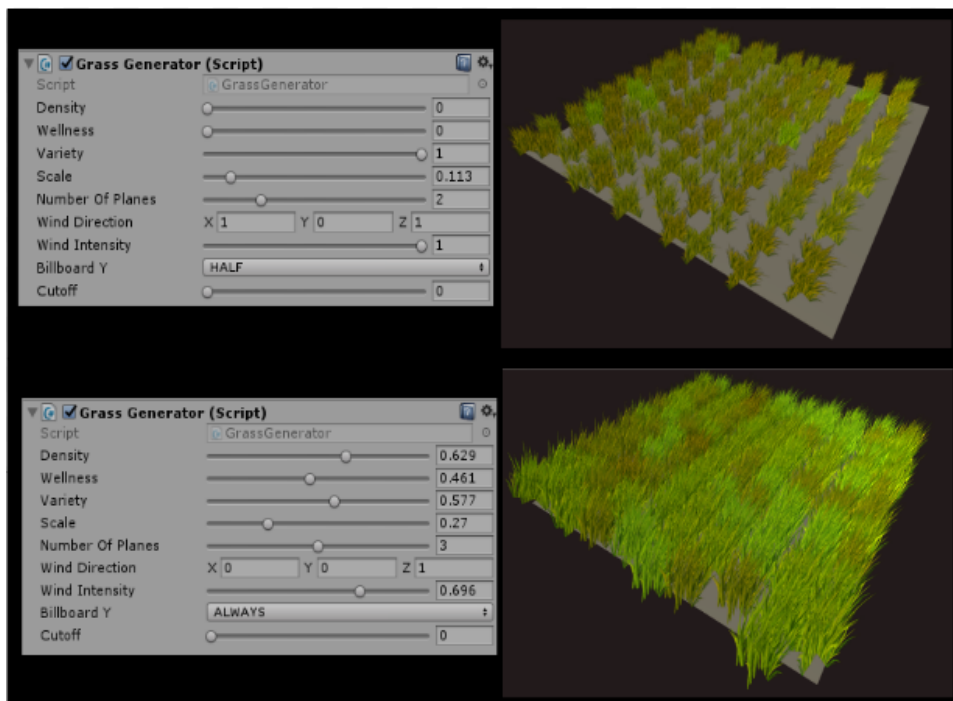 Grass Generator (Script)
Script GrassGenerator
Density 0
Wellness 0
Variety 1
Scale 0.113
Number Of Planes 2
Wind Direction X 1 Y 0 Z 1
Wind Intensity 1
Billboard Y HALF
Cutoff 0
Grass Generator (Script)
Script GrassGenerator
Density 0.629
Wellness 0.461
Variety 0.577
Scale 0.27
Number Of Planes 3
Wind Direction X 0 Y 0 Z 1
Wind Intensity 0.696
Billboard Y ALWAYS
Cutoff 0